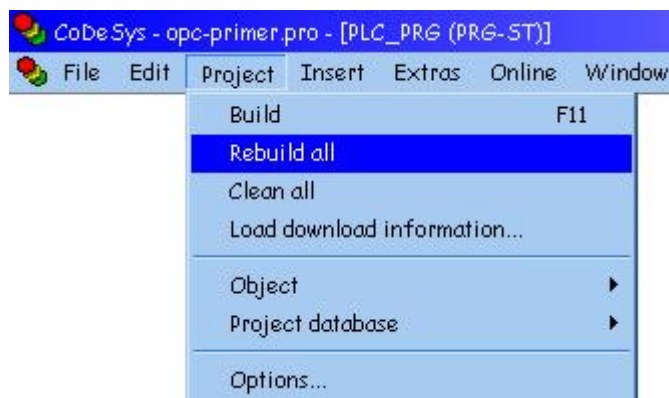 CoDeSys - opc-primer.pro - [PLC_PRG (PRG-ST)]
File Edit Project Insert Extras Online Window
Build F11
Rebuild all
Clean all
Load download information...
Object
Project database
Options...